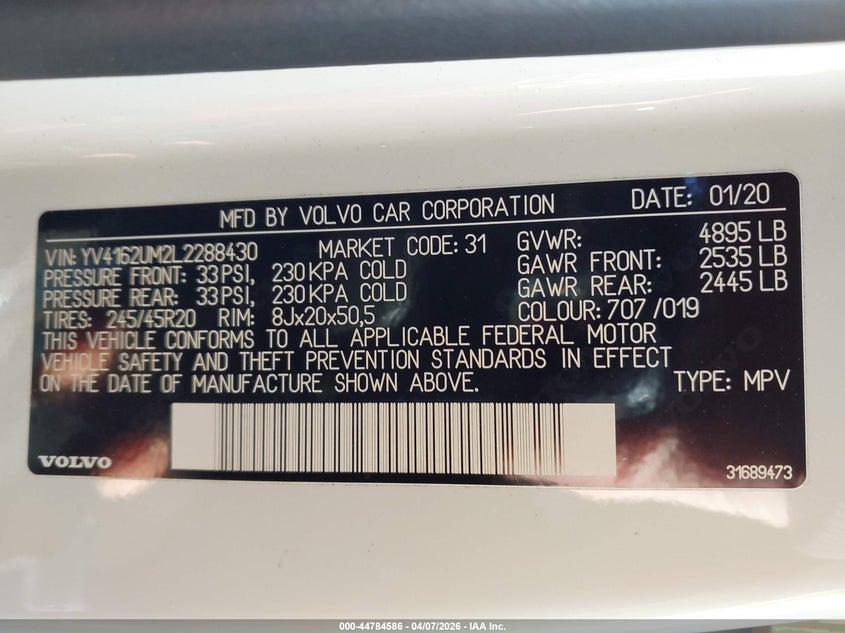 MFD BY VOLVO CAR CORPORATION DATE: 01/20
VIN: YV4162UM2L2288430 MARKET CODE: 31 GVWR: 4895 LB
PRESSURE FRONT: 33 PSI, 230 KPA COLD GAWR FRONT: 2535 LB
PRESSURE REAR: 33 PSI, 230 KPA COLD GAWR REAR: 2445 LB
TIRES: 245/45R20 RIM: 8Jx20x50,5 COLOUR: 707 /019
THIS VEHICLE CONFORMS TO ALL APPLICABLE FEDERAL MOTOR
VEHICLE SAFETY AND THEFT PREVENTION STANDARDS IN EFFECT
ON THE DATE OF MANUFACTURE SHOWN ABOVE. TYPE: MPV
VOLVO 31689473
000-44784586 - 04/07/2026 - IAA Inc.